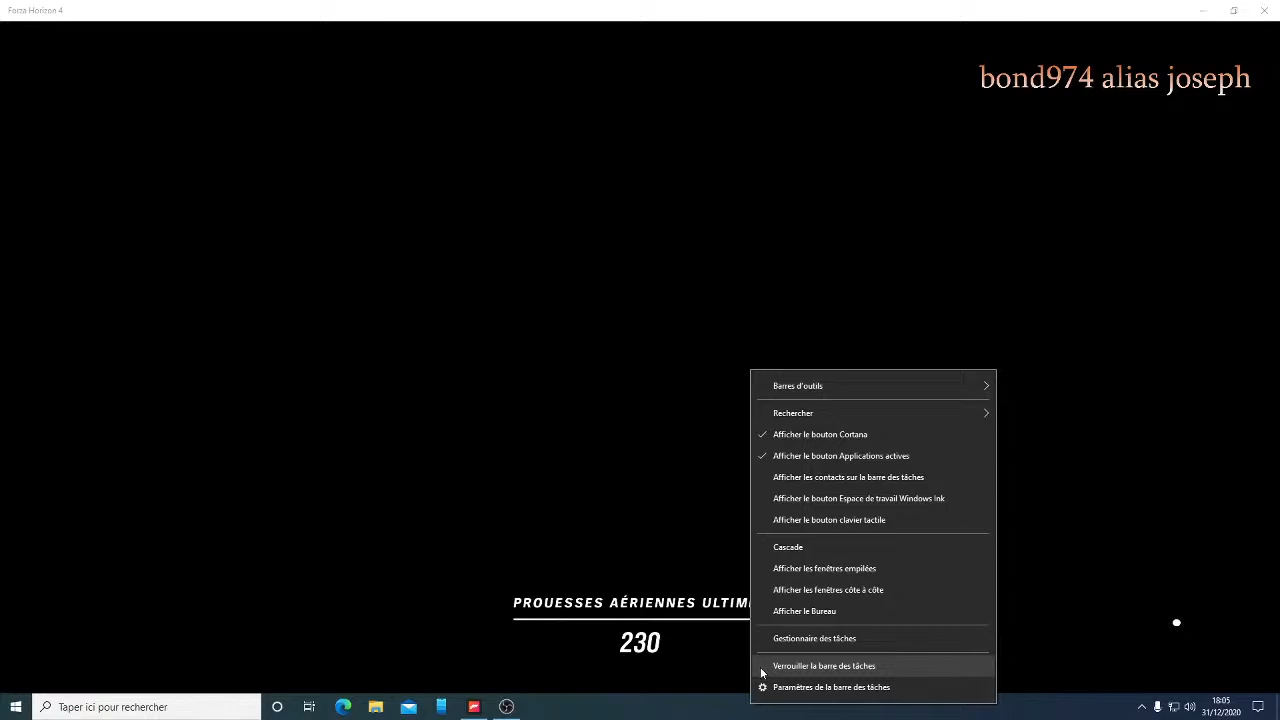 Forza Horizon 4
bond974 alias joseph
Barres d'outils
Rechercher
Afficher le bouton Cortana
Afficher le bouton Applications actives
Afficher les contacts sur la barre des tâches
Afficher le bouton Espace de travail Windows Ink
Afficher le bouton clavier tactile
Cascade
Afficher les fenêtres empilées
Afficher les fenêtres côte à côte
Afficher le Bureau
Gestionnaire des tâches
Verrouiller la barre des tâches
Paramètres de la barre des tâches
PROUESSES AÉRIENNES ULTIM
230
Taper ici pour rechercher
18:05
31/12/2020